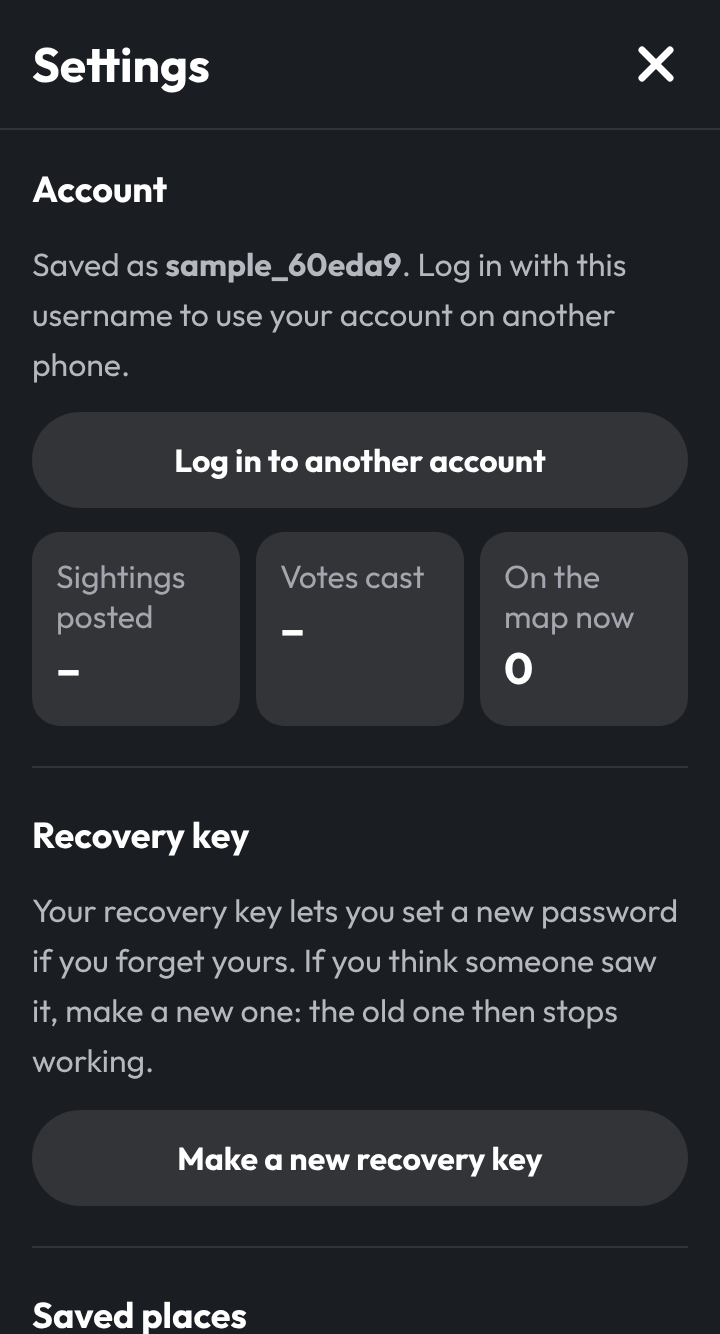 Settings
Account
Saved as sample_60eda9. Log in with this
username to use your account on another
phone.
Log in to another account
Sightings
posted
–
Votes cast
–
On the
map now
0
Recovery key
Your recovery key lets you set a new password
if you forget yours. If you think someone saw
it, make a new one: the old one then stops
working.
Make a new recovery key
Saved places